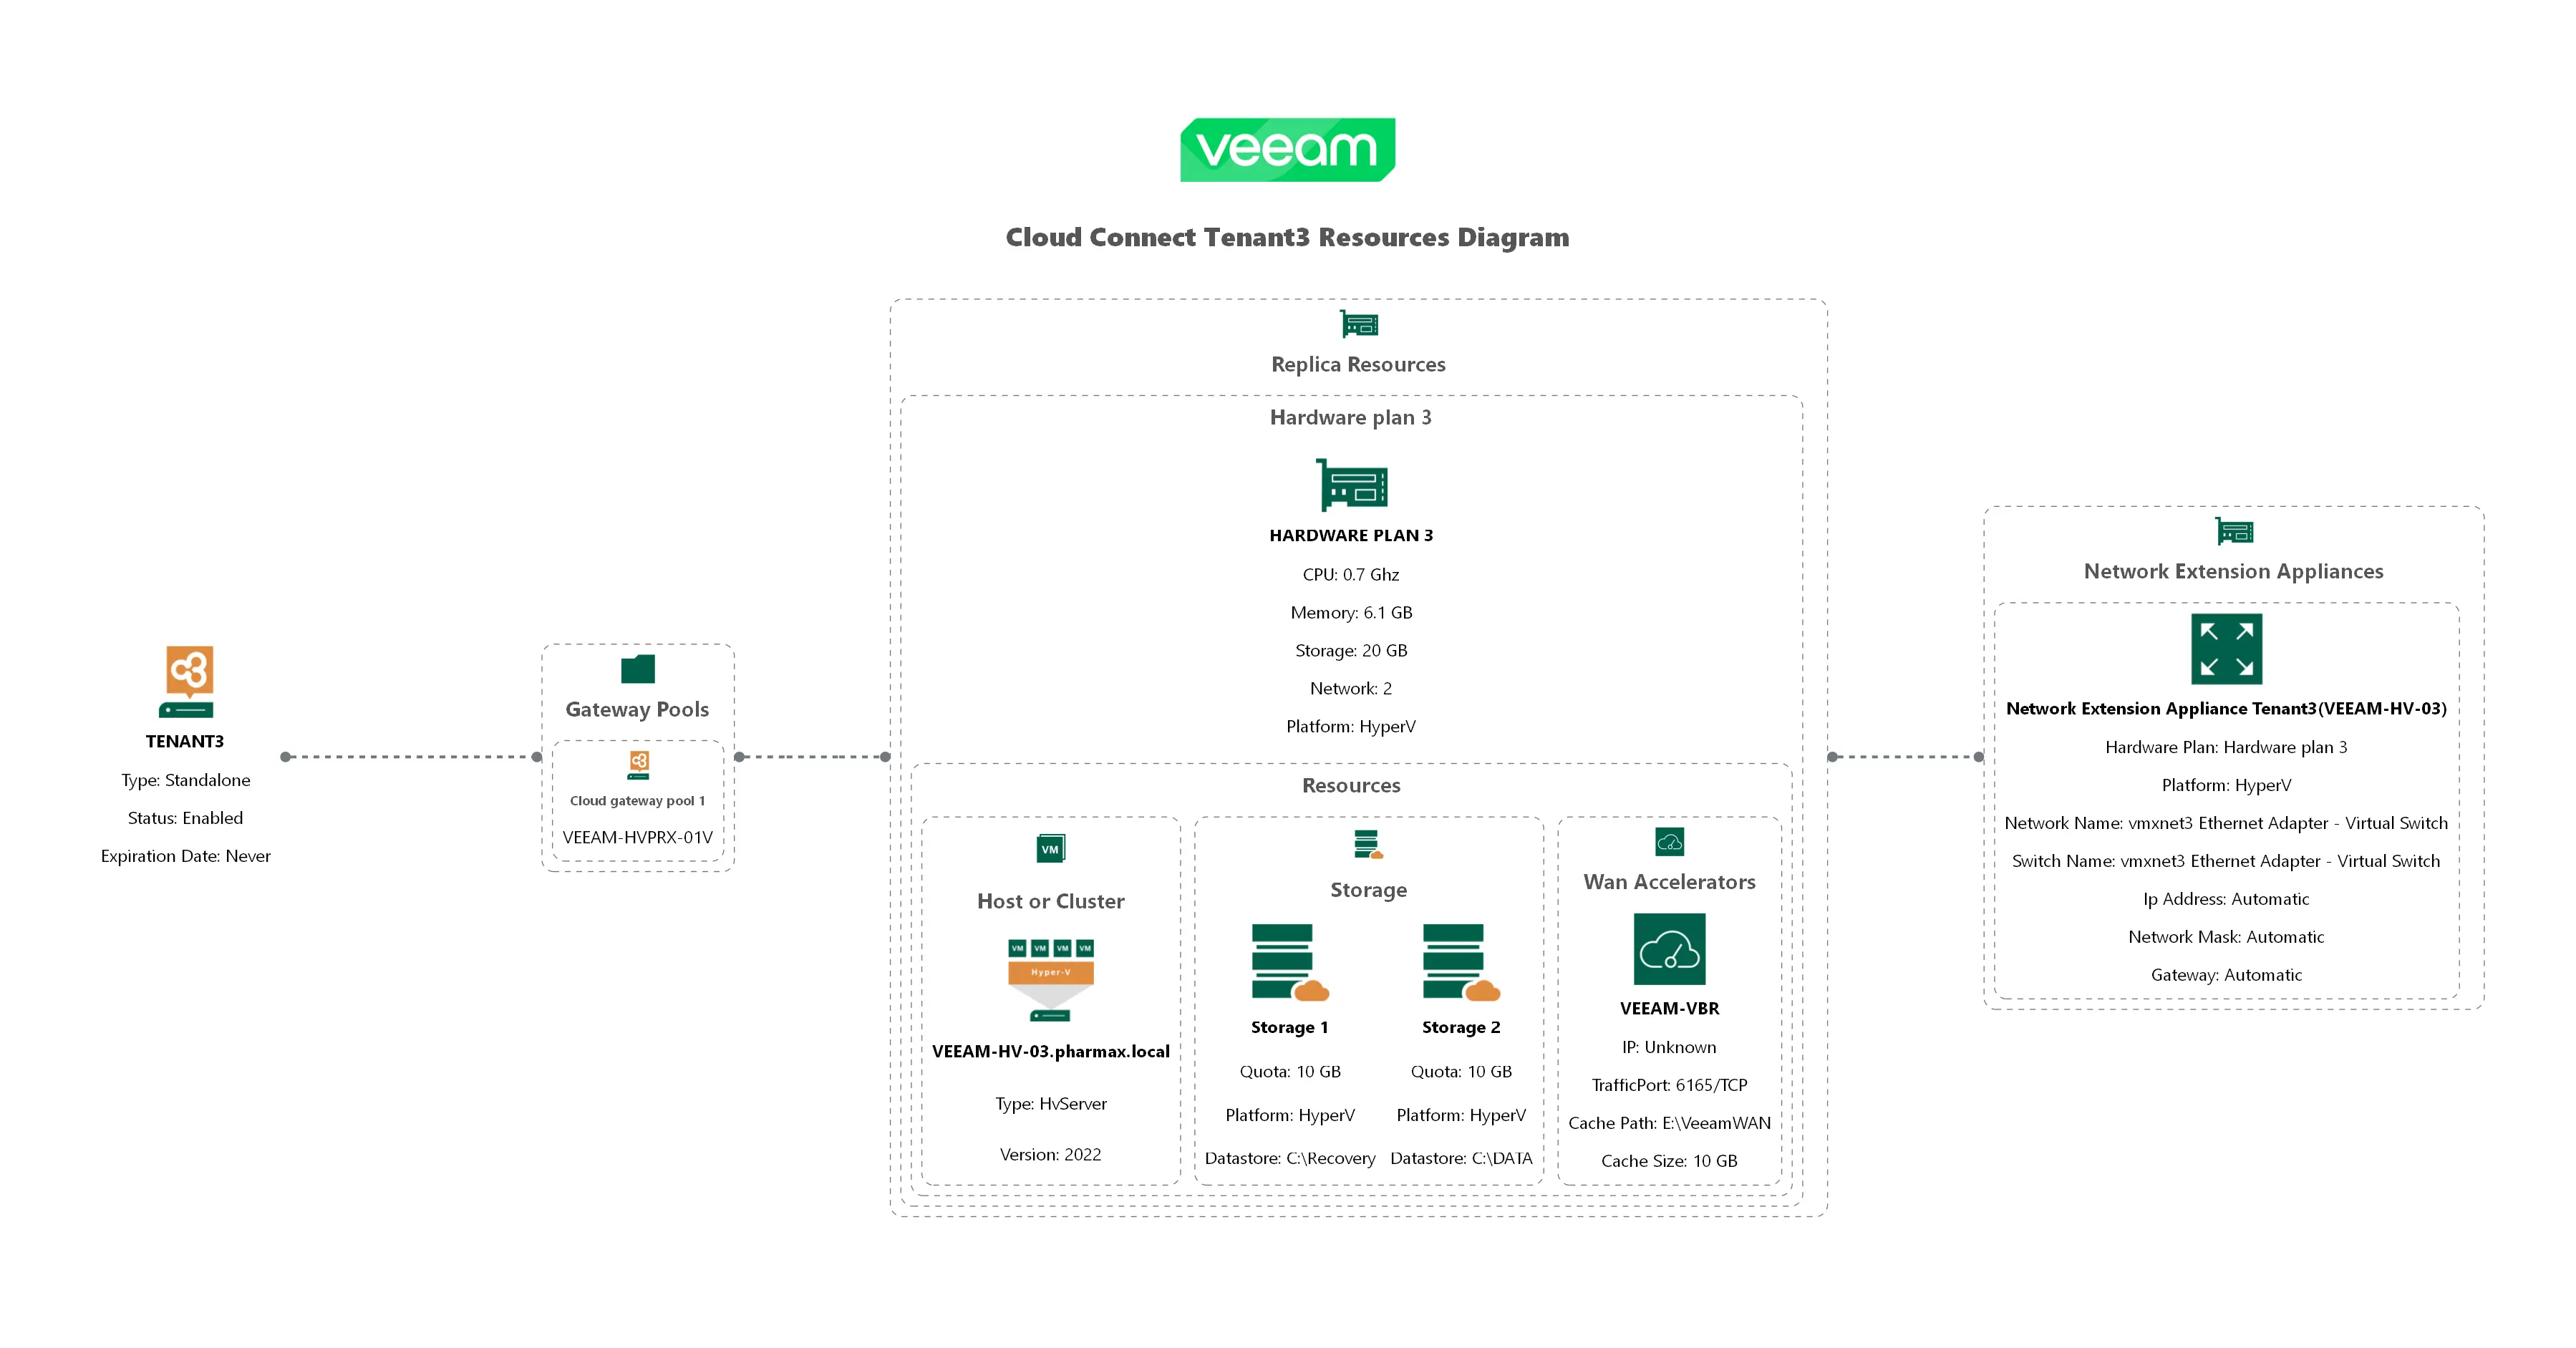 veeam
Cloud Connect Tenant3 Resources Diagram
TENANT3
Type: Standalone
Status: Enabled
Expiration Date: Never
Gateway Pools
Cloud gateway pool 1
VEEAM-HVPRX-01V
Replica Resources
Hardware plan 3
HARDWARE PLAN 3
CPU: 0.7 Ghz
Memory: 6.1 GB
Storage: 20 GB
Network: 2
Platform: HyperV
Resources
VM
Host or Cluster
VM VM VM VM
Hyper-V
VEEAM-HV-03.pharmax.local
Type: HvServer
Version: 2022
Storage
Storage 1
Quota: 10 GB
Platform: HyperV
Datastore: C:\Recovery
Storage 2
Quota: 10 GB
Platform: HyperV
Datastore: C:\DATA
Wan Accelerators
VEEAM-VBR
IP: Unknown
TrafficPort: 6165/TCP
Cache Path: E:\VeeamWAN
Cache Size: 10 GB
Network Extension Appliances
Network Extension Appliance Tenant3(VEEAM-HV-03)
Hardware Plan: Hardware plan 3
Platform: HyperV
Network Name: vmxnet3 Ethernet Adapter - Virtual Switch
Switch Name: vmxnet3 Ethernet Adapter - Virtual Switch
Ip Address: Automatic
Network Mask: Automatic
Gateway: Automatic